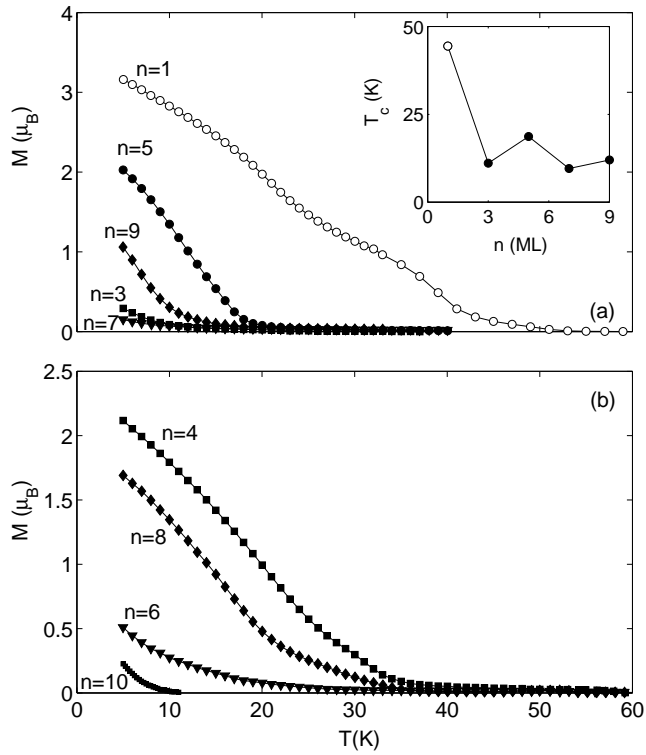 4
3
2
1
0
M (μB)
n=1
n=5
n=9
n=3
n=7
(a)
50
25
0
Tc (K)
0 3 6 9
n (ML)
2.5
2
1.5
1
0.5
0
M (μB)
(b)
n=4
n=8
n=6
n=10
0 10 20 30 40 50 60
T(K)